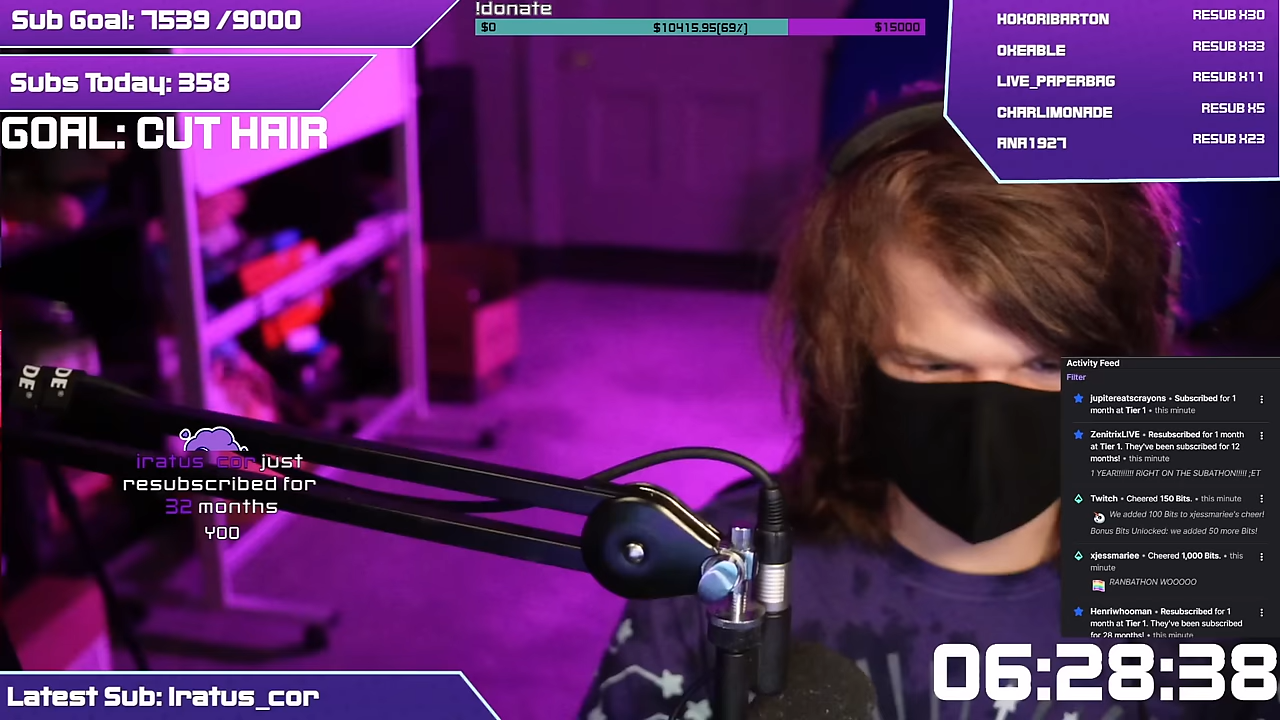 Sub Goal: 7539 /9000
Subs Today: 358
GOAL: CUT HAIR
!donate
$0 $10415.95(69%) $15000
HOKORIBARTON RESUB X30
OKEABLE RESUB X33
LIVE_PAPERBAG RESUB X11
CHARLIMONADE RESUB X5
ANA1927 RESUB X23
DE®
DE®
iratus_cor just
resubscribed for
32 months
YOO
Activity Feed
Filter
jupitereatscrayons • Subscribed for 1
month at Tier 1 • this minute
ZenitrixLIVE • Resubscribed for 1 month
at Tier 1. They've been subscribed for 12
months! • this minute
1 YEAR!!!!!!! RIGHT ON THE SUBATHON!!!!! ;ET
Twitch • Cheered 150 Bits. • this minute
We added 100 Bits to xjessmariee's cheer!
Bonus Bits Unlocked: we added 50 more Bits!
xjessmariee • Cheered 1,000 Bits. • this
minute
RANBATHON WOOOOO
Henriwhooman • Resubscribed for 1
month at Tier 1. They've been subscribed
for 28 months! • this minute
06:28:38
Latest Sub: Iratus_cor